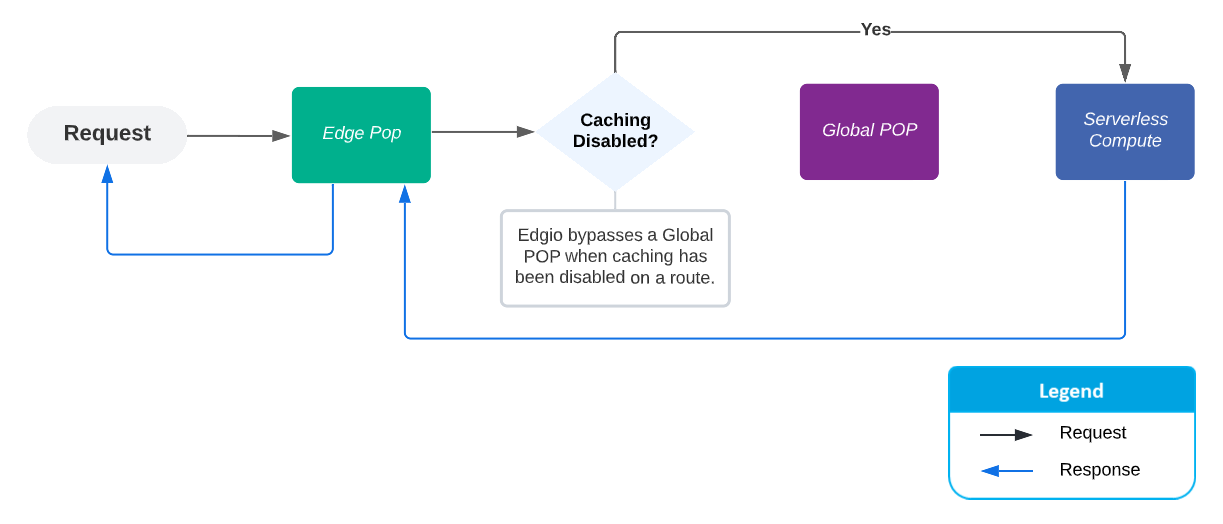 Yes
Request
Edge Pop
Caching
Disabled?
Global POP
Serverless
Compute
Edgio bypasses a Global
POP when caching has
been disabled on a route.
Legend
Request
Response